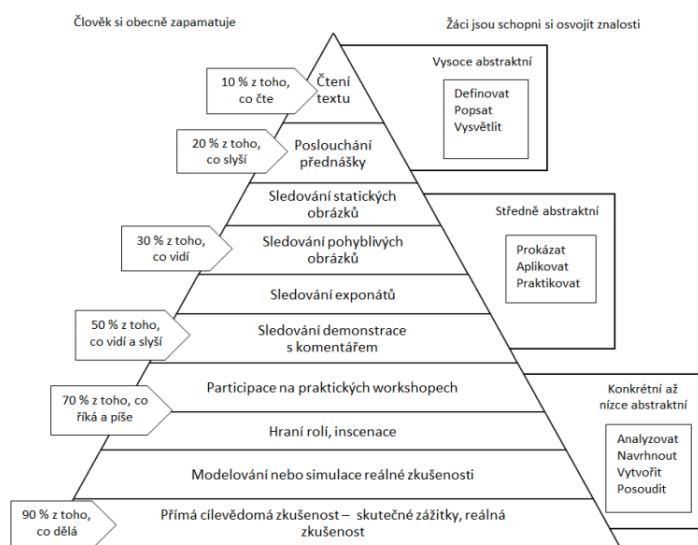 Člověk si obecně zapamatuje
Žáci jsou schopni si osvojit znalosti
10 % z toho,
co čte
Čtení
textu
Vysoce abstraktní
Definovat
Popsat
Vysvětlit
20 % z toho,
co slyší
Poslouchání
přednášky
Sledování statických
obrázků
30 % z toho,
co vidí
Sledování pohyblivých
obrázků
Středně abstraktní
Prokázat
Aplikovat
Praktikovat
Sledování exponátů
50 % z toho,
co vidí a slyší
Sledování demonstrace
s komentářem
70 % z toho, co
říká a píše
Participace na praktických workshopech
Konkrétní až
nízce abstraktní
Analyzovat
Navrhnout
Vytvořit
Posoudit
Hraní rolí, inscenace
Modelování nebo simulace reálné zkušenosti
90 % z toho,
co dělá
Přímá cílevědomá zkušenost – skutečné zážitky, reálná
zkušenost